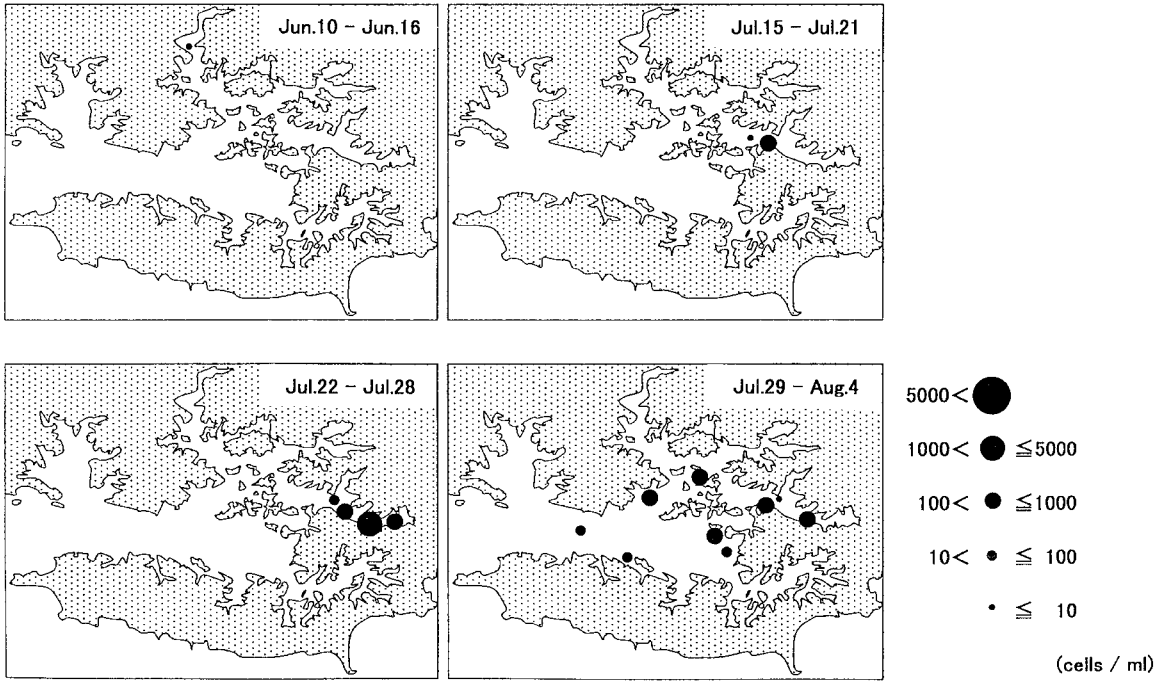 Jun.10 - Jun.16
Jul.15 - Jul.21
Jul.22 - Jul.28
Jul.29 - Aug.4
5000<
1000< ≦5000
100< ≦1000
10< ≦ 100
≦ 10
(cells / ml)